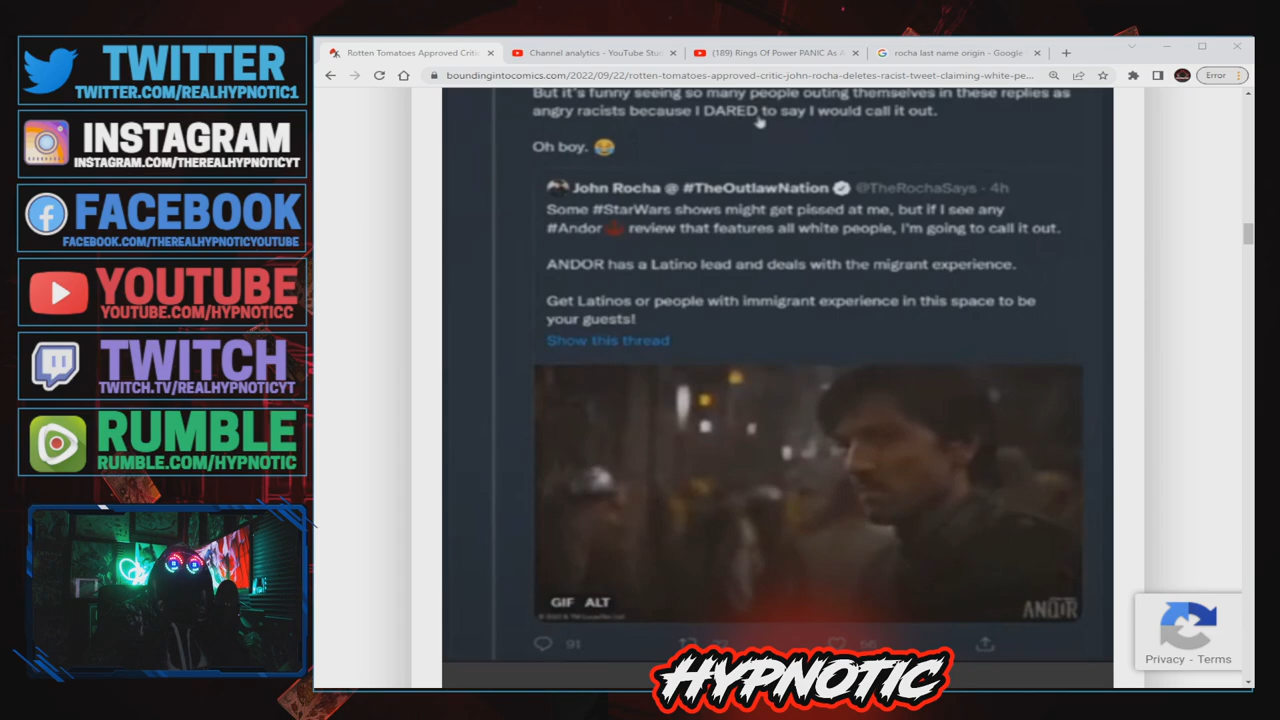 TWITTER
TWITTER.COM/REALHYPNOTIC1
INSTAGRAM
INSTAGRAM.COM/THEREALHYPNOTICYT
FACEBOOK
FACEBOOK.COM/THEREALHYPNOTICYOUTUBE
YOUTUBE
YOUTUBE.COM/HYPNOTICC
TWITCH
TWITCH.TV/REALHYPNOTICYT
RUMBLE
RUMBLE.COM/HYPNOTIC
Rotten Tomatoes Approved Critic
Channel analytics - YouTube Stu
(189) Rings Of Power PANIC As A
rocha last name origin - Google
boundingintocomics.com/2022/09/22/rotten-tomatoes-approved-critic-john-rocha-deletes-racist-tweet-claiming-white-pe...
Error
But it's funny seeing so many people outing themselves in these replies as
angry racists because I DARED to say I would call it out.
Oh boy. 😂
John Rocha @ #TheOutlawNation @TheRochaSays · 4h
Some #StarWars shows might get pissed at me, but if I see any
#Andor review that features all white people, I'm going to call it out.
ANDOR has a Latino lead and deals with the migrant experience.
Get Latinos or people with immigrant experience in this space to be
your guests!
Show this thread
GIF ALT
ANDOR
91
Privacy - Terms
HYPNOTIC